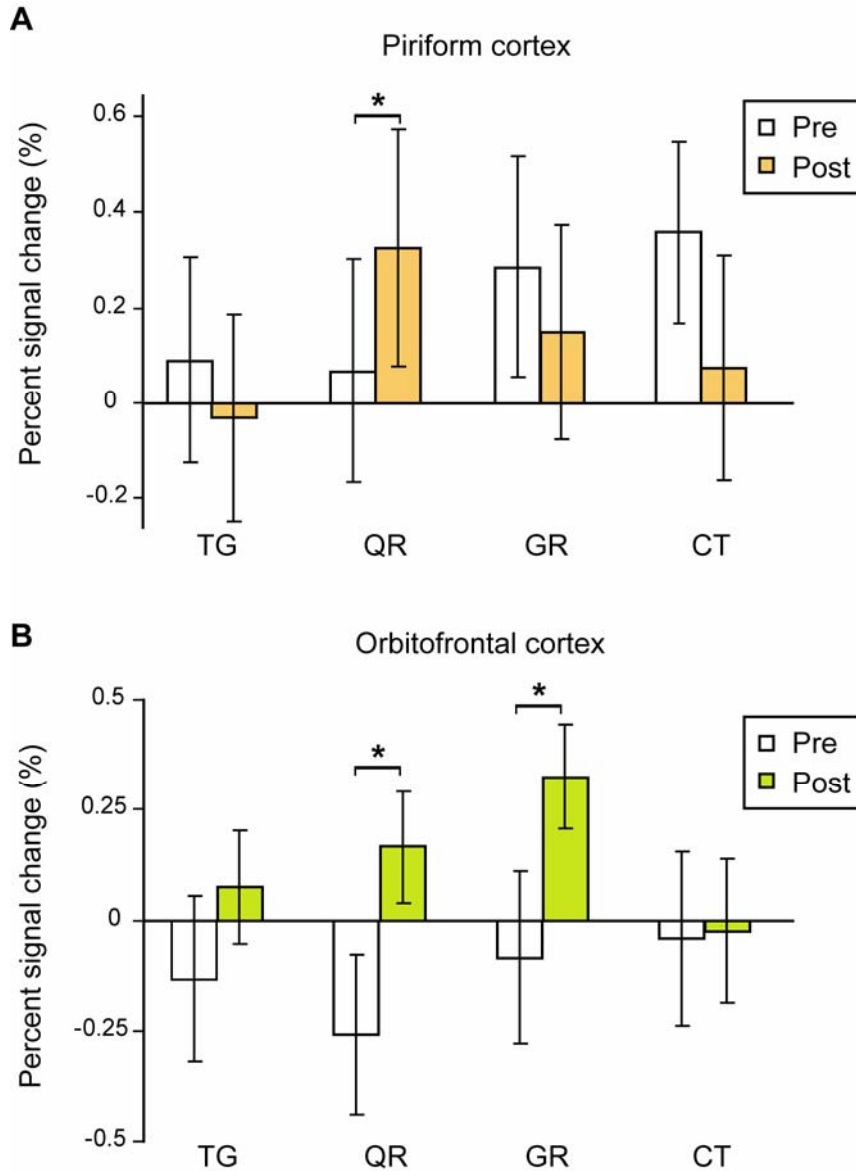 A
Piriform cortex
Percent signal change (%)
0.6
0.4
0.2
0
-0.2
*
Pre
Post
TG QR GR CT
B
Orbitofrontal cortex
Percent signal change (%)
0.5
0.25
0
-0.25
-0.5
*
*
Pre
Post
TG QR GR CT